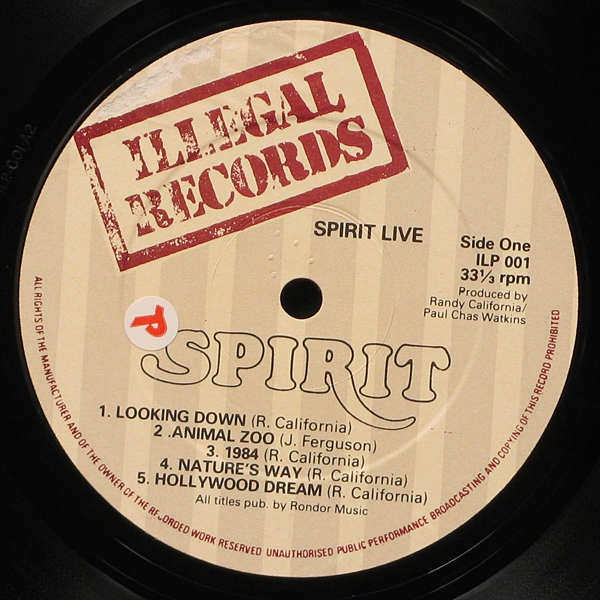 ILLEGAL
RECORDS
SPIRIT LIVE
Side One
ILP 001
33⅓ rpm
Produced by
Randy California/
Paul Chas Watkins
P
SPIRIT
1. LOOKING DOWN (R. California)
2 .ANIMAL ZOO (J. Ferguson)
3. 1984 (R. California)
4. NATURE'S WAY (R. California)
5. HOLLYWOOD DREAM (R. California)
All titles pub. by Rondor Music
ALL RIGHTS OF THE MANUFACTURER AND OF THE OWNER OF THE RECORDED WORK RESERVED UNAUTHORISED PUBLIC PERFORMANCE BROADCASTING AND COPYING OF THIS RECORD PROHIBITED